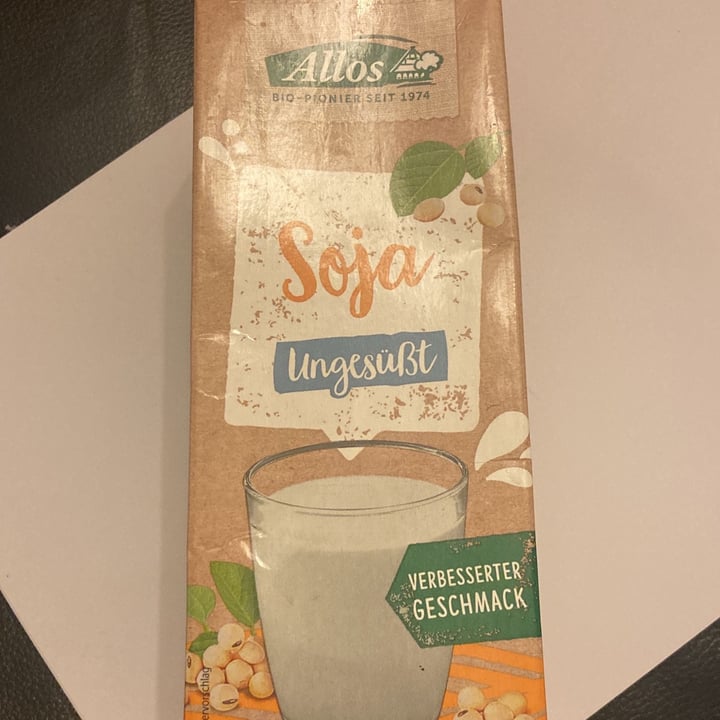 Allos
BIO-PIONIER SEIT 1974
Soja
Ungesüßt
VERBESSERTER
GESCHMACK